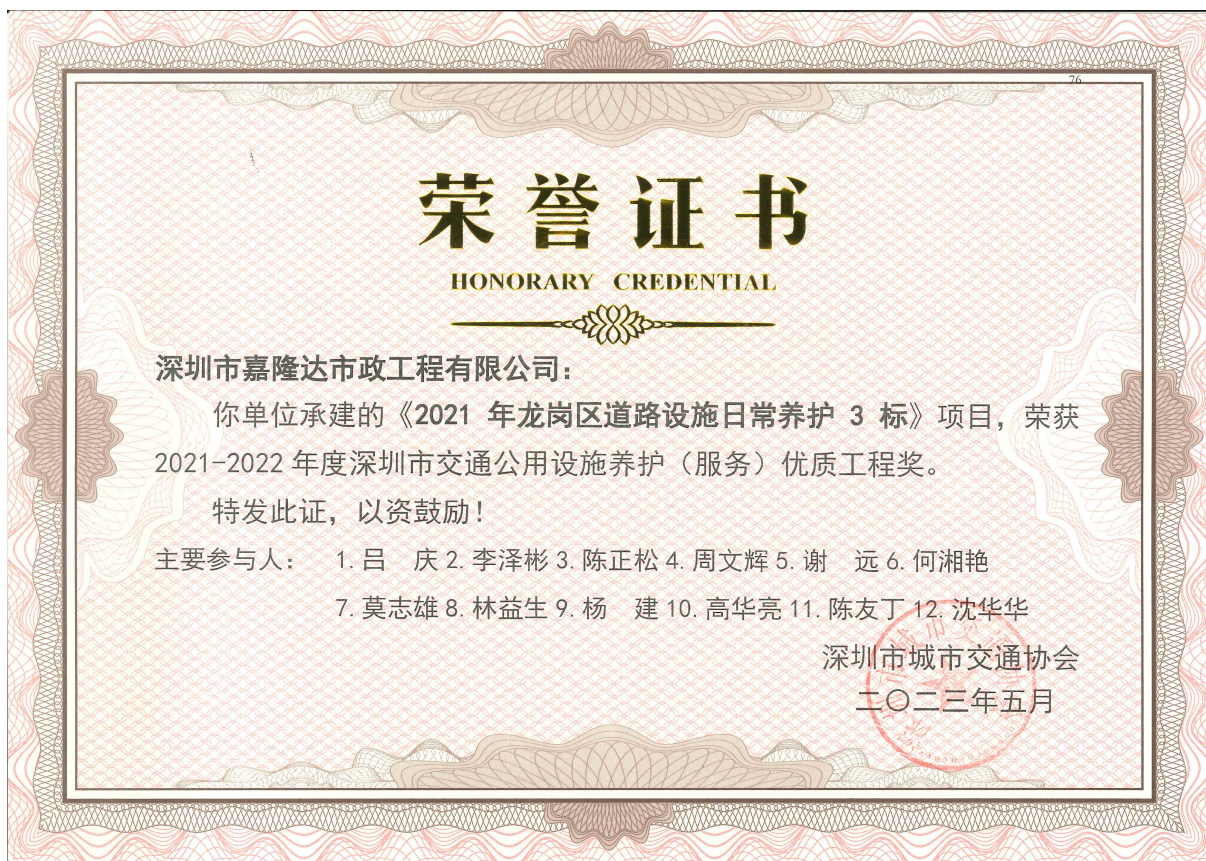 76
荣誉证书
HONORARY CREDENTIAL
深圳市嘉隆达市政工程有限公司：
你单位承建的《2021 年龙岗区道路设施日常养护 3 标》项目，荣获
2021-2022 年度深圳市交通公用设施养护（服务）优质工程奖。
特发此证，以资鼓励！
主要参与人： 1.吕 庆 2.李泽彬 3.陈正松 4.周文辉 5.谢 远 6.何湘艳
7.莫志雄 8.林益生 9.杨 建 10.高华亮 11.陈友丁 12.沈华华
深圳市城市交通协会
二〇二三年五月